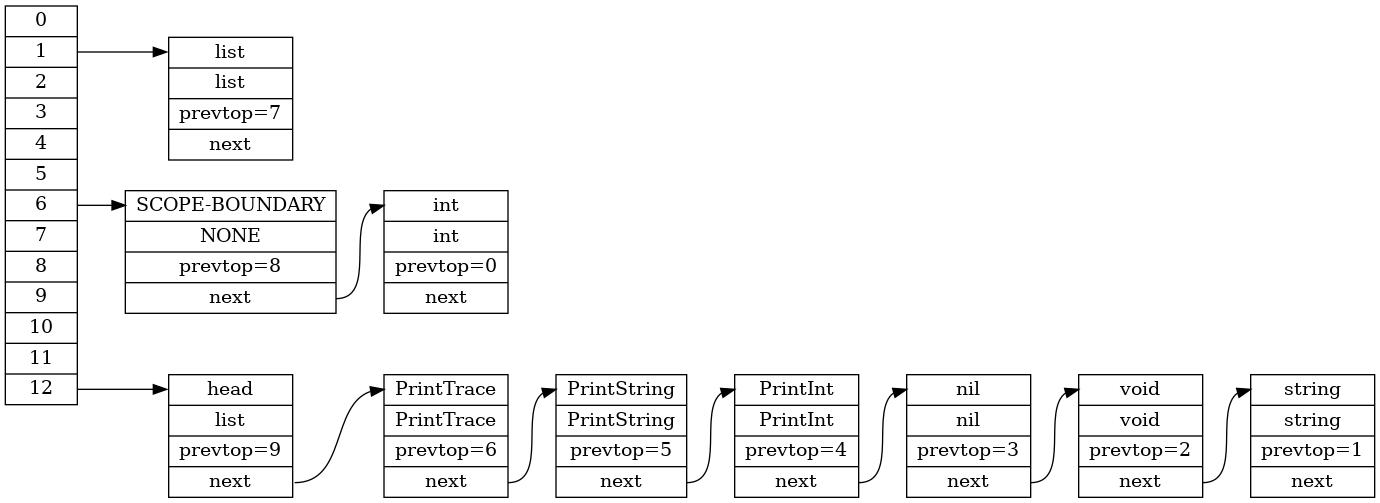 0
1
2
3
4
5
6
7
8
9
10
11
12
list
list
prevtop=7
next
SCOPE-BOUNDARY
NONE
prevtop=8
next
int
int
prevtop=0
next
head
list
prevtop=9
next
PrintTrace
PrintTrace
prevtop=6
next
PrintString
PrintString
prevtop=5
next
PrintInt
PrintInt
prevtop=4
next
nil
nil
prevtop=3
next
void
void
prevtop=2
next
string
string
prevtop=1
next